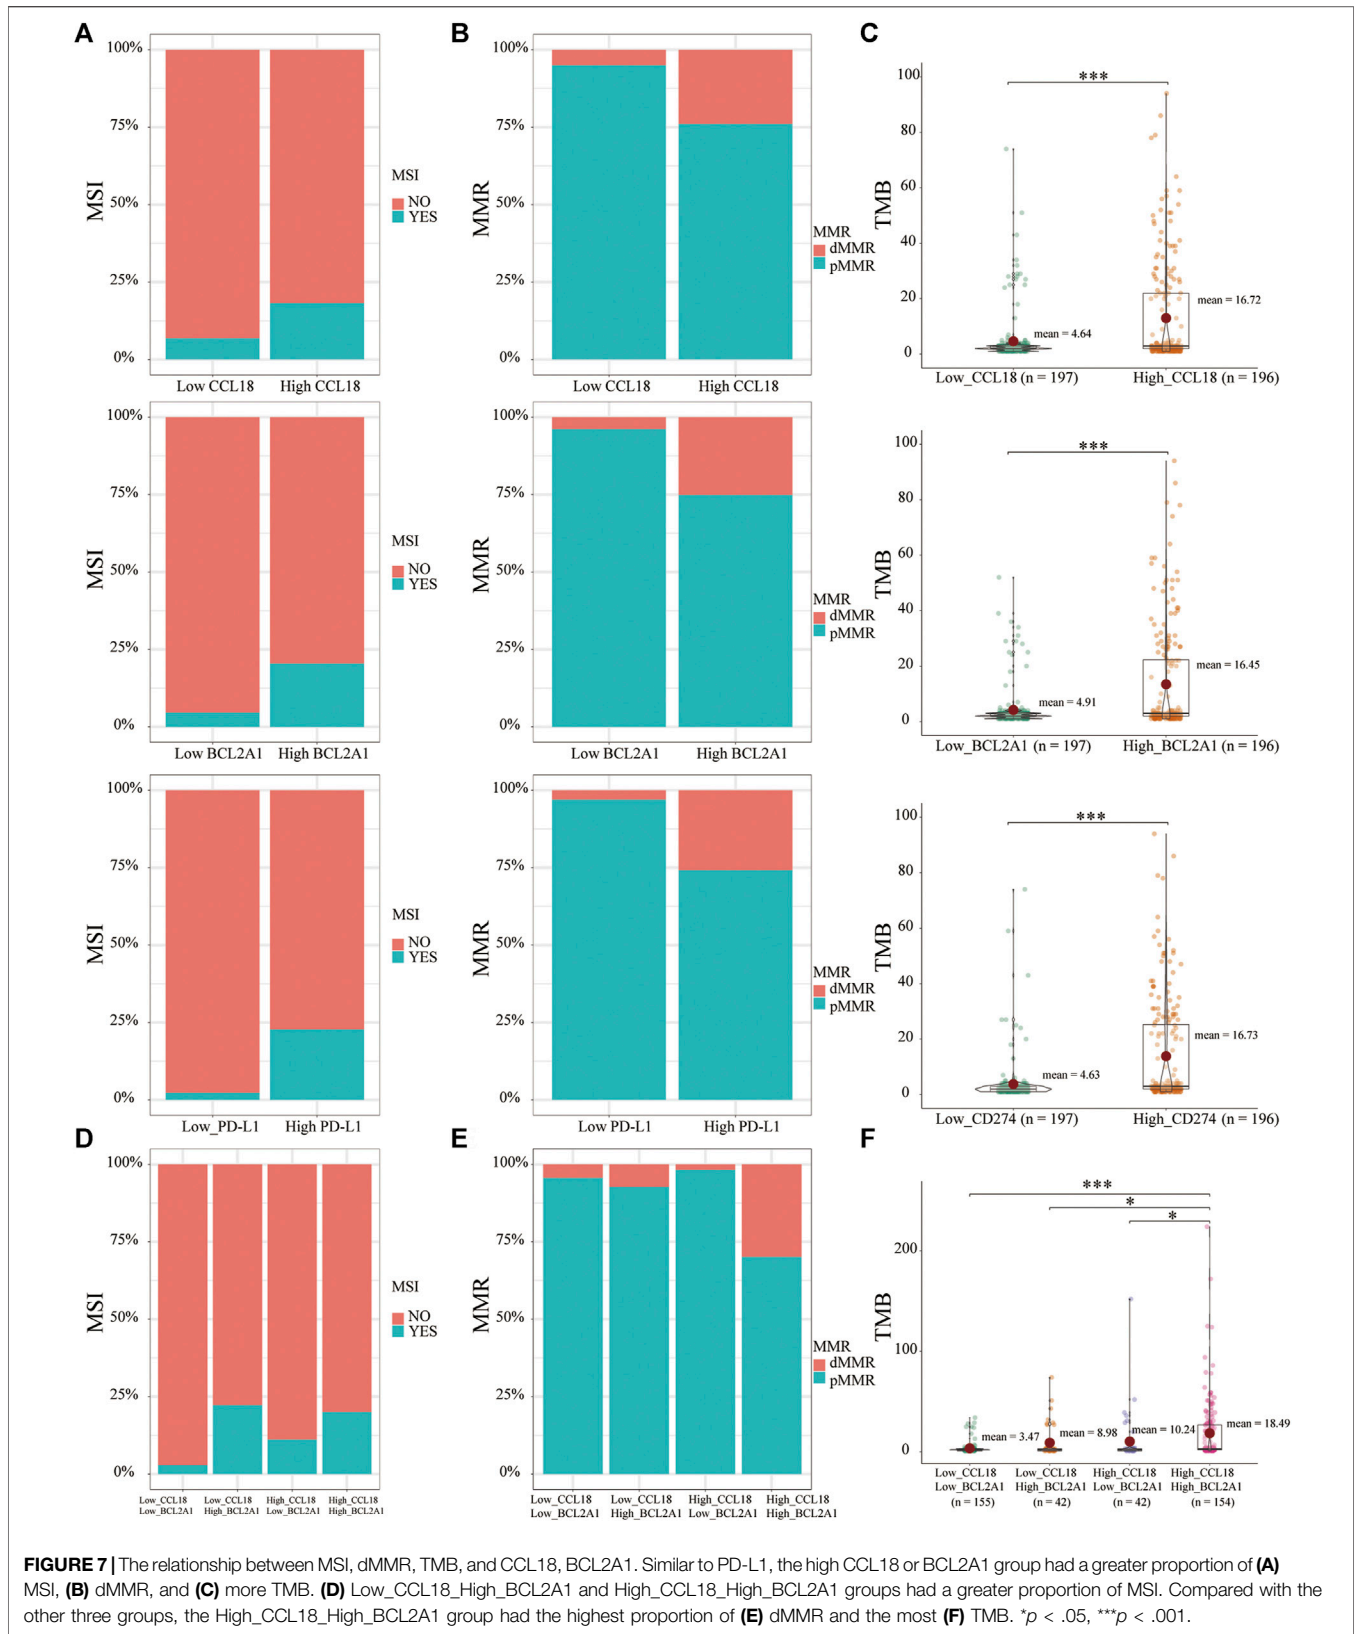 A
100%
75%
50%
25%
0%
MSI
MSI
NO
YES
Low CCL18
High CCL18
B
100%
75%
50%
25%
0%
MMR
MMR
dMMR
pMMR
Low CCL18
High CCL18
C
100
80
60
40
20
0
TMB
***
mean = 4.64
mean = 16.72
Low_CCL18 (n = 197)
High_CCL18 (n = 196)
100%
75%
50%
25%
0%
MSI
MSI
NO
YES
Low BCL2A1
High BCL2A1
100%
75%
50%
25%
0%
MMR
MMR
dMMR
pMMR
Low BCL2A1
High BCL2A1
100
80
60
40
20
0
TMB
***
mean = 4.91
mean = 16.45
Low_BCL2A1 (n = 197)
High_BCL2A1 (n = 196)
100%
75%
50%
25%
0%
MSI
MSI
NO
YES
Low_PD-L1
High PD-L1
100%
75%
50%
25%
0%
MMR
MMR
dMMR
pMMR
Low PD-L1
High PD-L1
100
80
60
40
20
0
TMB
***
mean = 4.63
mean = 16.73
Low_CD274 (n = 197)
High_CD274 (n = 196)
D
100%
75%
50%
25%
0%
MSI
MSI
NO
YES
Low_CCL18
Low_BCL2A1
Low_CCL18
High_BCL2A1
High_CCL18
Low_BCL2A1
High_CCL18
High_BCL2A1
E
100%
75%
50%
25%
0%
MMR
MMR
dMMR
pMMR
Low_CCL18
Low_BCL2A1
Low_CCL18
High_BCL2A1
High_CCL18
Low_BCL2A1
High_CCL18
High_BCL2A1
F
200
100
0
TMB
***
*
*
mean = 3.47
mean = 8.98
mean = 10.24
mean = 18.49
Low_CCL18
Low_BCL2A1
(n = 155)
Low_CCL18
High_BCL2A1
(n = 42)
High_CCL18
Low_BCL2A1
(n = 42)
High_CCL18
High_BCL2A1
(n = 154)
FIGURE 7 | The relationship between MSI, dMMR, TMB, and CCL18, BCL2A1. Similar to PD-L1, the high CCL18 or BCL2A1 group had a greater proportion of (A)
MSI, (B) dMMR, and (C) more TMB. (D) Low_CCL18_High_BCL2A1 and High_CCL18_High_BCL2A1 groups had a greater proportion of MSI. Compared with the
other three groups, the High_CCL18_High_BCL2A1 group had the highest proportion of (E) dMMR and the most (F) TMB. *p < .05, ***p < .001.